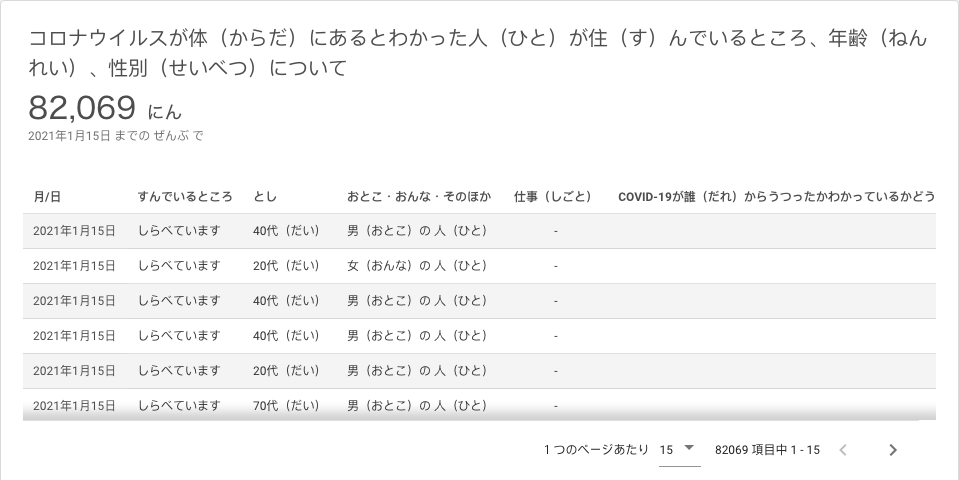 コロナウイルスが体（からだ）にあるとわかった人（ひと）が住（す）んでいるところ、年齢（ねん
れい）、性別（せいべつ）について
82,069 にん
2021年1月15日 までの ぜんぶ で
月/日 すんでいるところ とし おとこ・おんな・そのほか 仕事（しごと） COVID-19が誰（だれ）からうつったかわかっているかどう
2021年1月15日 しらべています 40代（だい） 男（おとこ）の 人（ひと） -
2021年1月15日 しらべています 20代（だい） 女（おんな）の 人（ひと） -
2021年1月15日 しらべています 40代（だい） 男（おとこ）の 人（ひと） -
2021年1月15日 しらべています 40代（だい） 男（おとこ）の 人（ひと） -
2021年1月15日 しらべています 20代（だい） 男（おとこ）の 人（ひと） -
2021年1月15日 しらべています 70代（だい） 男（おとこ）の 人（ひと） -
1 つのページあたり 15 82069 項目中 1 - 15